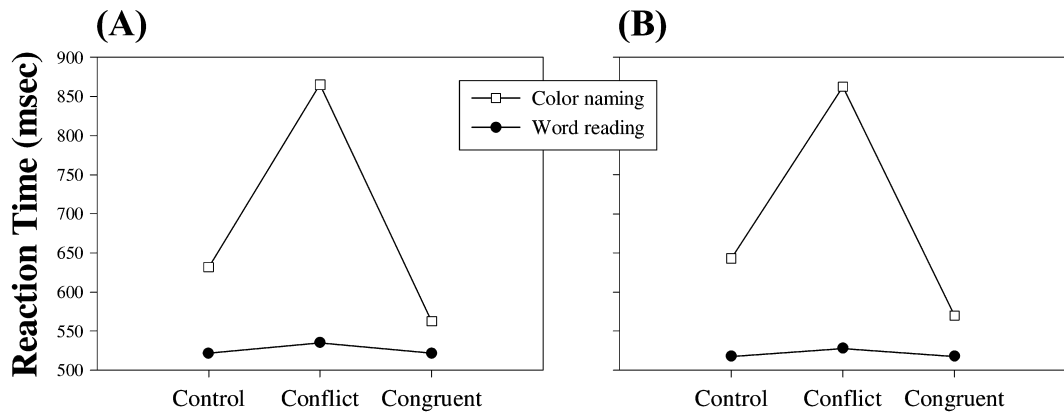 (A)
(B)
Reaction Time (msec)
900
850
800
750
700
650
600
550
500
Color naming
Word reading
Control Conflict Congruent
Control Conflict Congruent